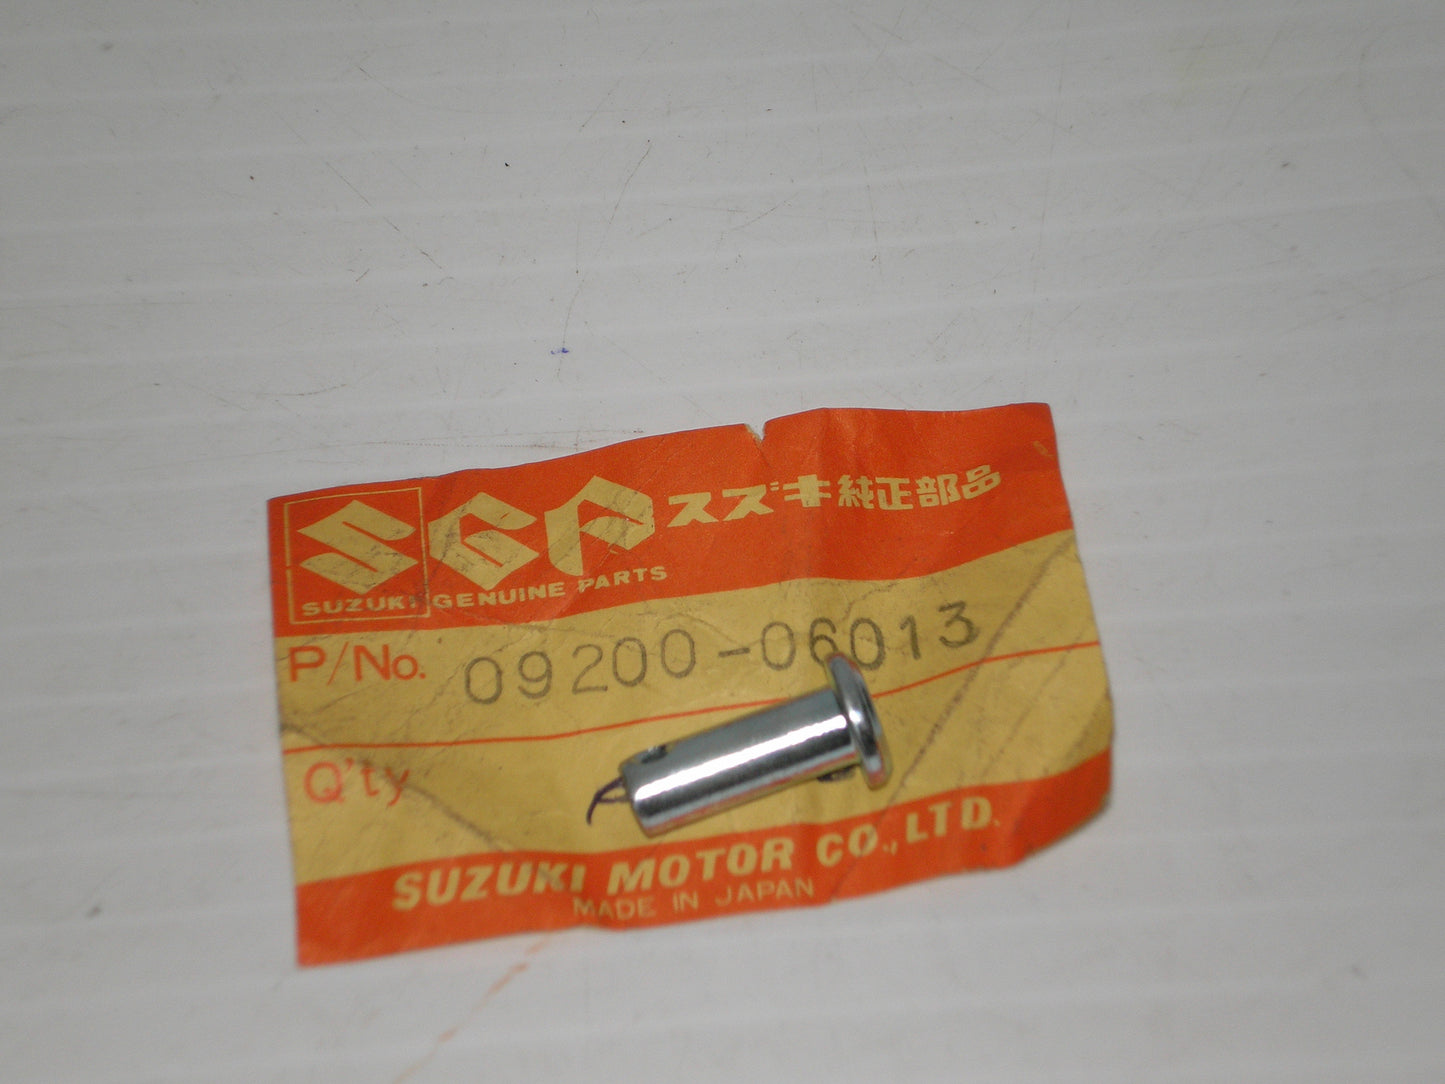 SGP スズキ純正部品
SUZUKI GENUINE PARTS
P/No. 09200-06013
Q'ty
SUZUKI MOTOR CO., LTD.
MADE IN JAPAN